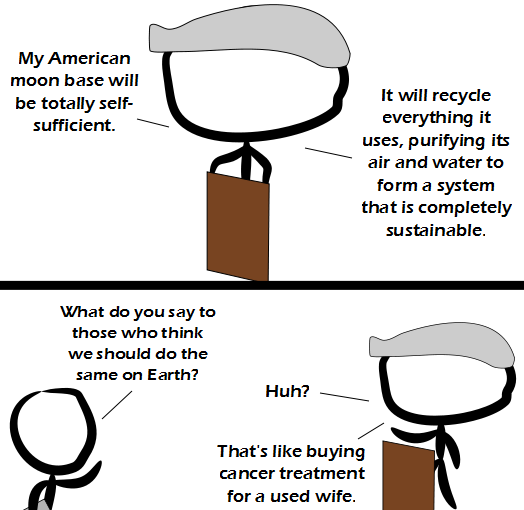 My American
moon base will
be totally self-
sufficient.
It will recycle
everything it
uses, purifying its
air and water to
form a system
that is completely
sustainable.
What do you say to
those who think
we should do the
same on Earth?
Huh?
That's like buying
cancer treatment
for a used wife.